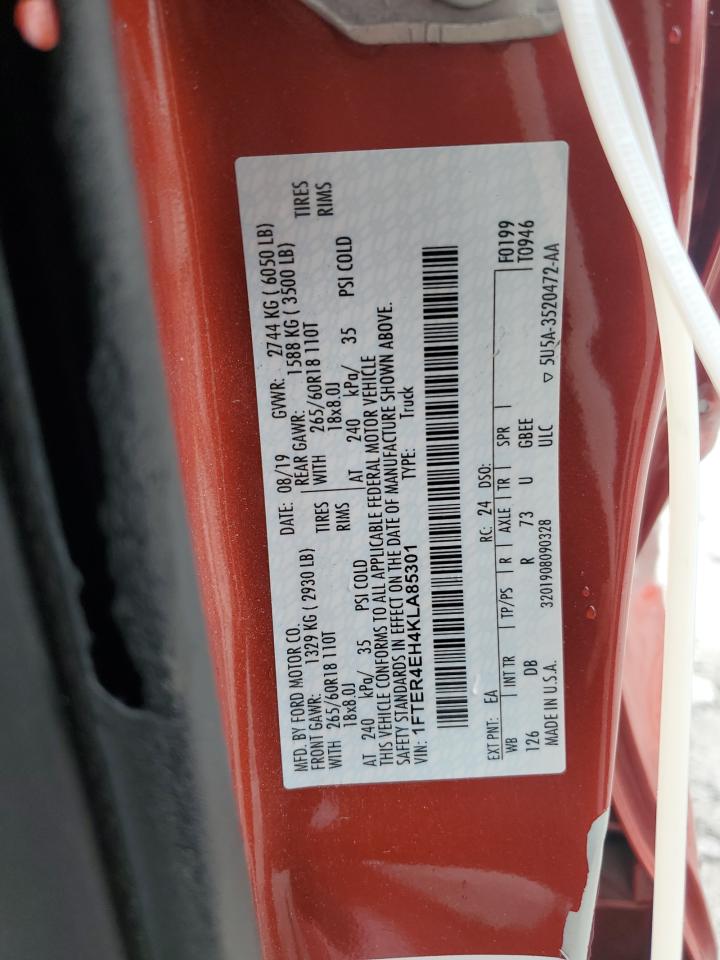 MFD. BY FORD MOTOR CO.
DATE: 08/19 GVWR: 2744 KG ( 6050 LB)
FRONT GAWR: 1329 KG ( 2930 LB)
REAR GAWR: 1588 KG ( 3500 LB)
WITH 265/60R18 110T TIRES
WITH 265/60R18 110T TIRES
18x8.0J RIMS
18x8.0J RIMS
AT 240 kPa/ 35 PSI COLD
AT 240 kPa/ 35 PSI COLD
THIS VEHICLE CONFORMS TO ALL APPLICABLE FEDERAL MOTOR VEHICLE
SAFETY STANDARDS IN EFFECT ON THE DATE OF MANUFACTURE SHOWN ABOVE.
VIN: 1FTER4EH4KLA85301 TYPE: Truck
EXT PNT: EA RC: 24 DSO: F0199
WB INT TR TP/PS R AXLE TR SPR T0946
126 DB R 73 U GBEE
3201908090328 ULC
MADE IN U.S.A. ▽ 5U5A-3520472-AA